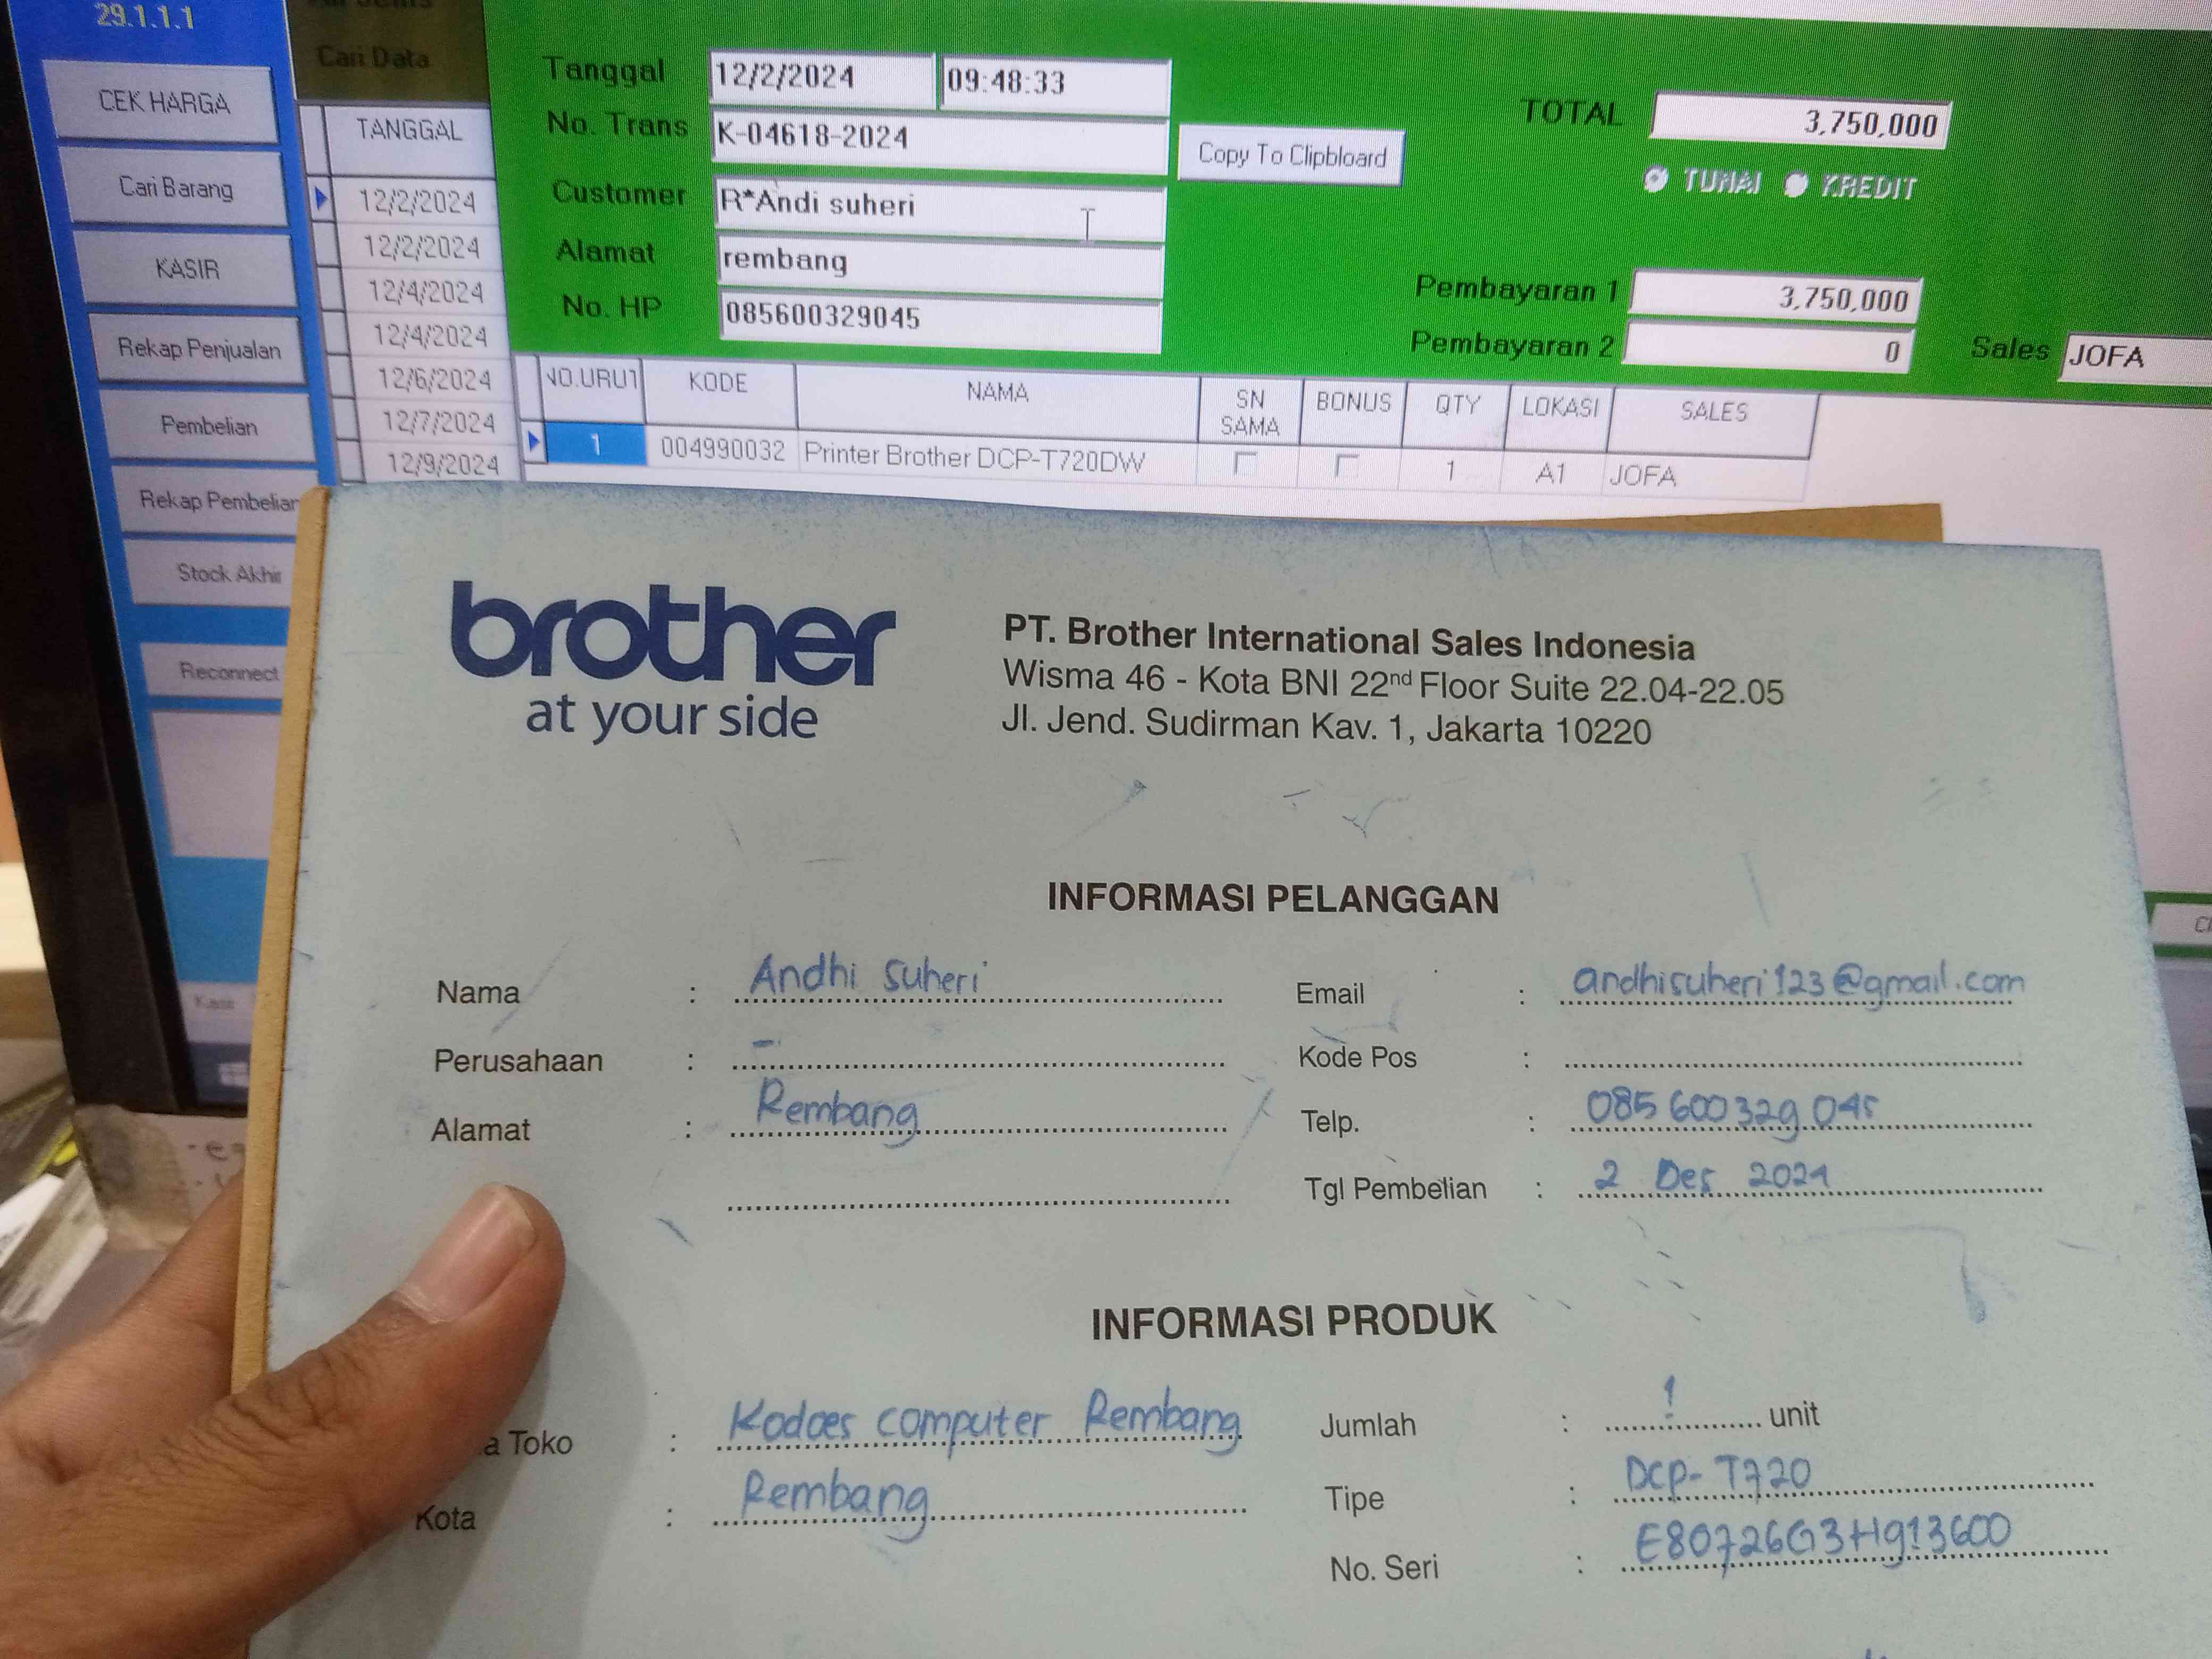 29.1.1.1
CEK HARGA
Cari Barang
KASIR
Rekap Penjualan
Pembelian
Rekap Pembelian
Stock Akhir
Reconnect
Cari Data
TANGGAL
12/2/2024
12/2/2024
12/4/2024
12/4/2024
12/6/2024
12/7/2024
12/9/2024
Tanggal 12/2/2024 09:48:33
No. Trans K-04618-2024 Copy To Clipbloard
Customer R*Andi suheri
Alamat rembang
No. HP 085600329045
TOTAL 3,750,000
TUNAI KREDIT
Pembayaran 1 3,750,000
Pembayaran 2 0 Sales JOFA
NO.URUT KODE NAMA SN SAMA BONUS QTY LOKASI SALES
1 004990032 Printer Brother DCP-T720DW 1 A1 JOFA
brother
at your side
PT. Brother International Sales Indonesia
Wisma 46 - Kota BNI 22nd Floor Suite 22.04-22.05
Jl. Jend. Sudirman Kav. 1, Jakarta 10220
INFORMASI PELANGGAN
Nama : Andhi Suheri Email : andhisuheri123@gmail.com
Perusahaan : - Kode Pos :
Alamat : Rembang Telp. : 085600329045
Tgl Pembelian : 2 Des 2024
INFORMASI PRODUK
a Toko : Kodoes computer Rembang Jumlah : 1 unit
Kota : Rembang Tipe : DCP-T720
No. Seri : E80726G3H913600